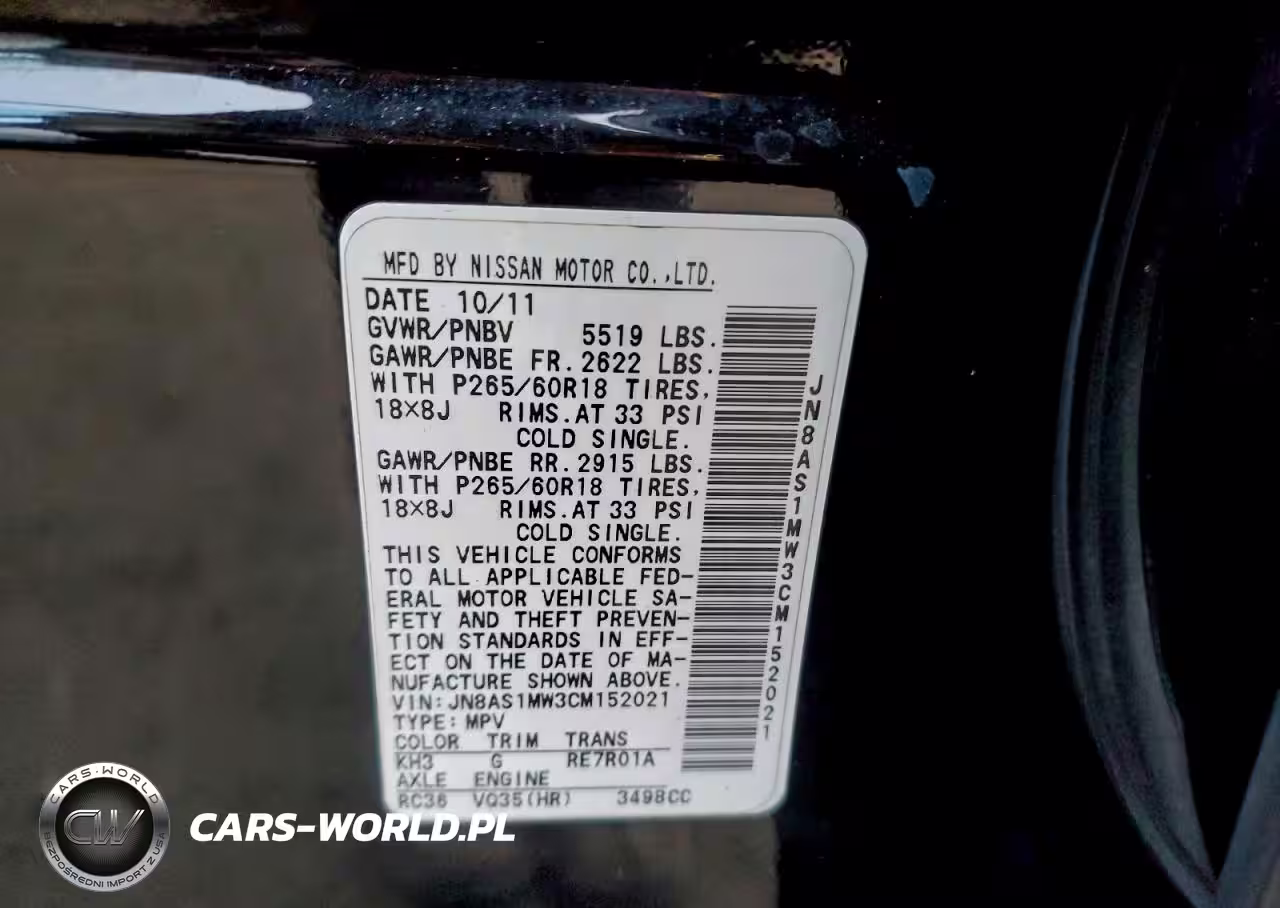 MFD BY NISSAN MOTOR CO.,LTD.
DATE 10/11
GVWR/PNBV 5519 LBS.
GAWR/PNBE FR. 2622 LBS.
WITH P265/60R18 TIRES,
18×8J RIMS. AT 33 PSI
COLD SINGLE.
GAWR/PNBE RR. 2915 LBS.
WITH P265/60R18 TIRES,
18×8J RIMS. AT 33 PSI
COLD SINGLE.
THIS VEHICLE CONFORMS
TO ALL APPLICABLE FED-
ERAL MOTOR VEHICLE SA-
FETY AND THEFT PREVEN-
TION STANDARDS IN EFF-
ECT ON THE DATE OF MA-
NUFACTURE SHOWN ABOVE.
VIN: JN8AS1MW3CM152021
TYPE: MPV
COLOR TRIM TRANS
KH3 G RE7R01A
AXLE ENGINE
RC36 VQ35(HR) 3498CC
JN8AS1MW3CM152021
CARS-WORLD
CW
BEZPOŚREDNI IMPORT Z USA
CARS-WORLD.PL